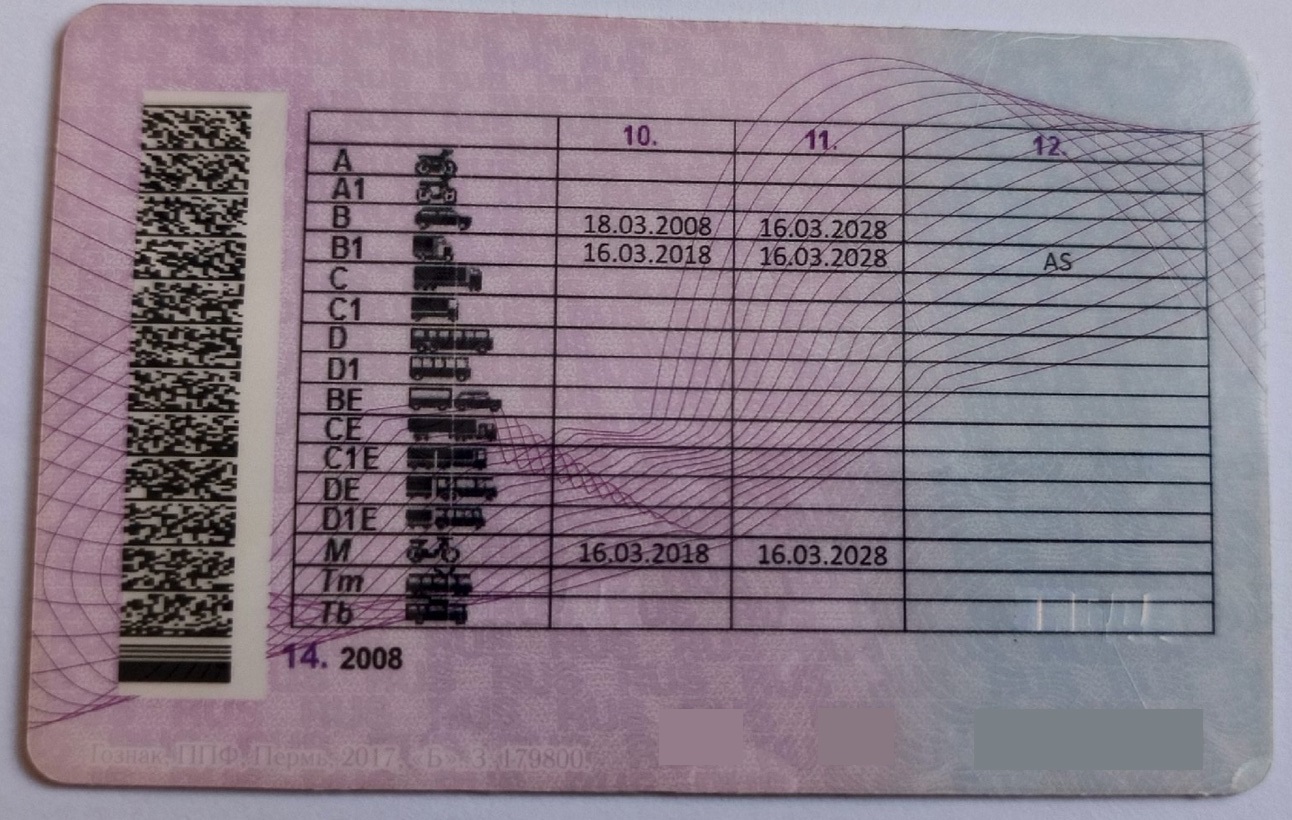 10. 11. 12.
A
A1
B 18.03.2008 16.03.2028
B1 16.03.2018 16.03.2028 AS
C
C1
D
D1
BE
CE
C1E
DE
D1E
M 16.03.2018 16.03.2028
Tm
Tb
14. 2008
Гознак, ППФ, Пермь, 2017, «Б». З 179800.